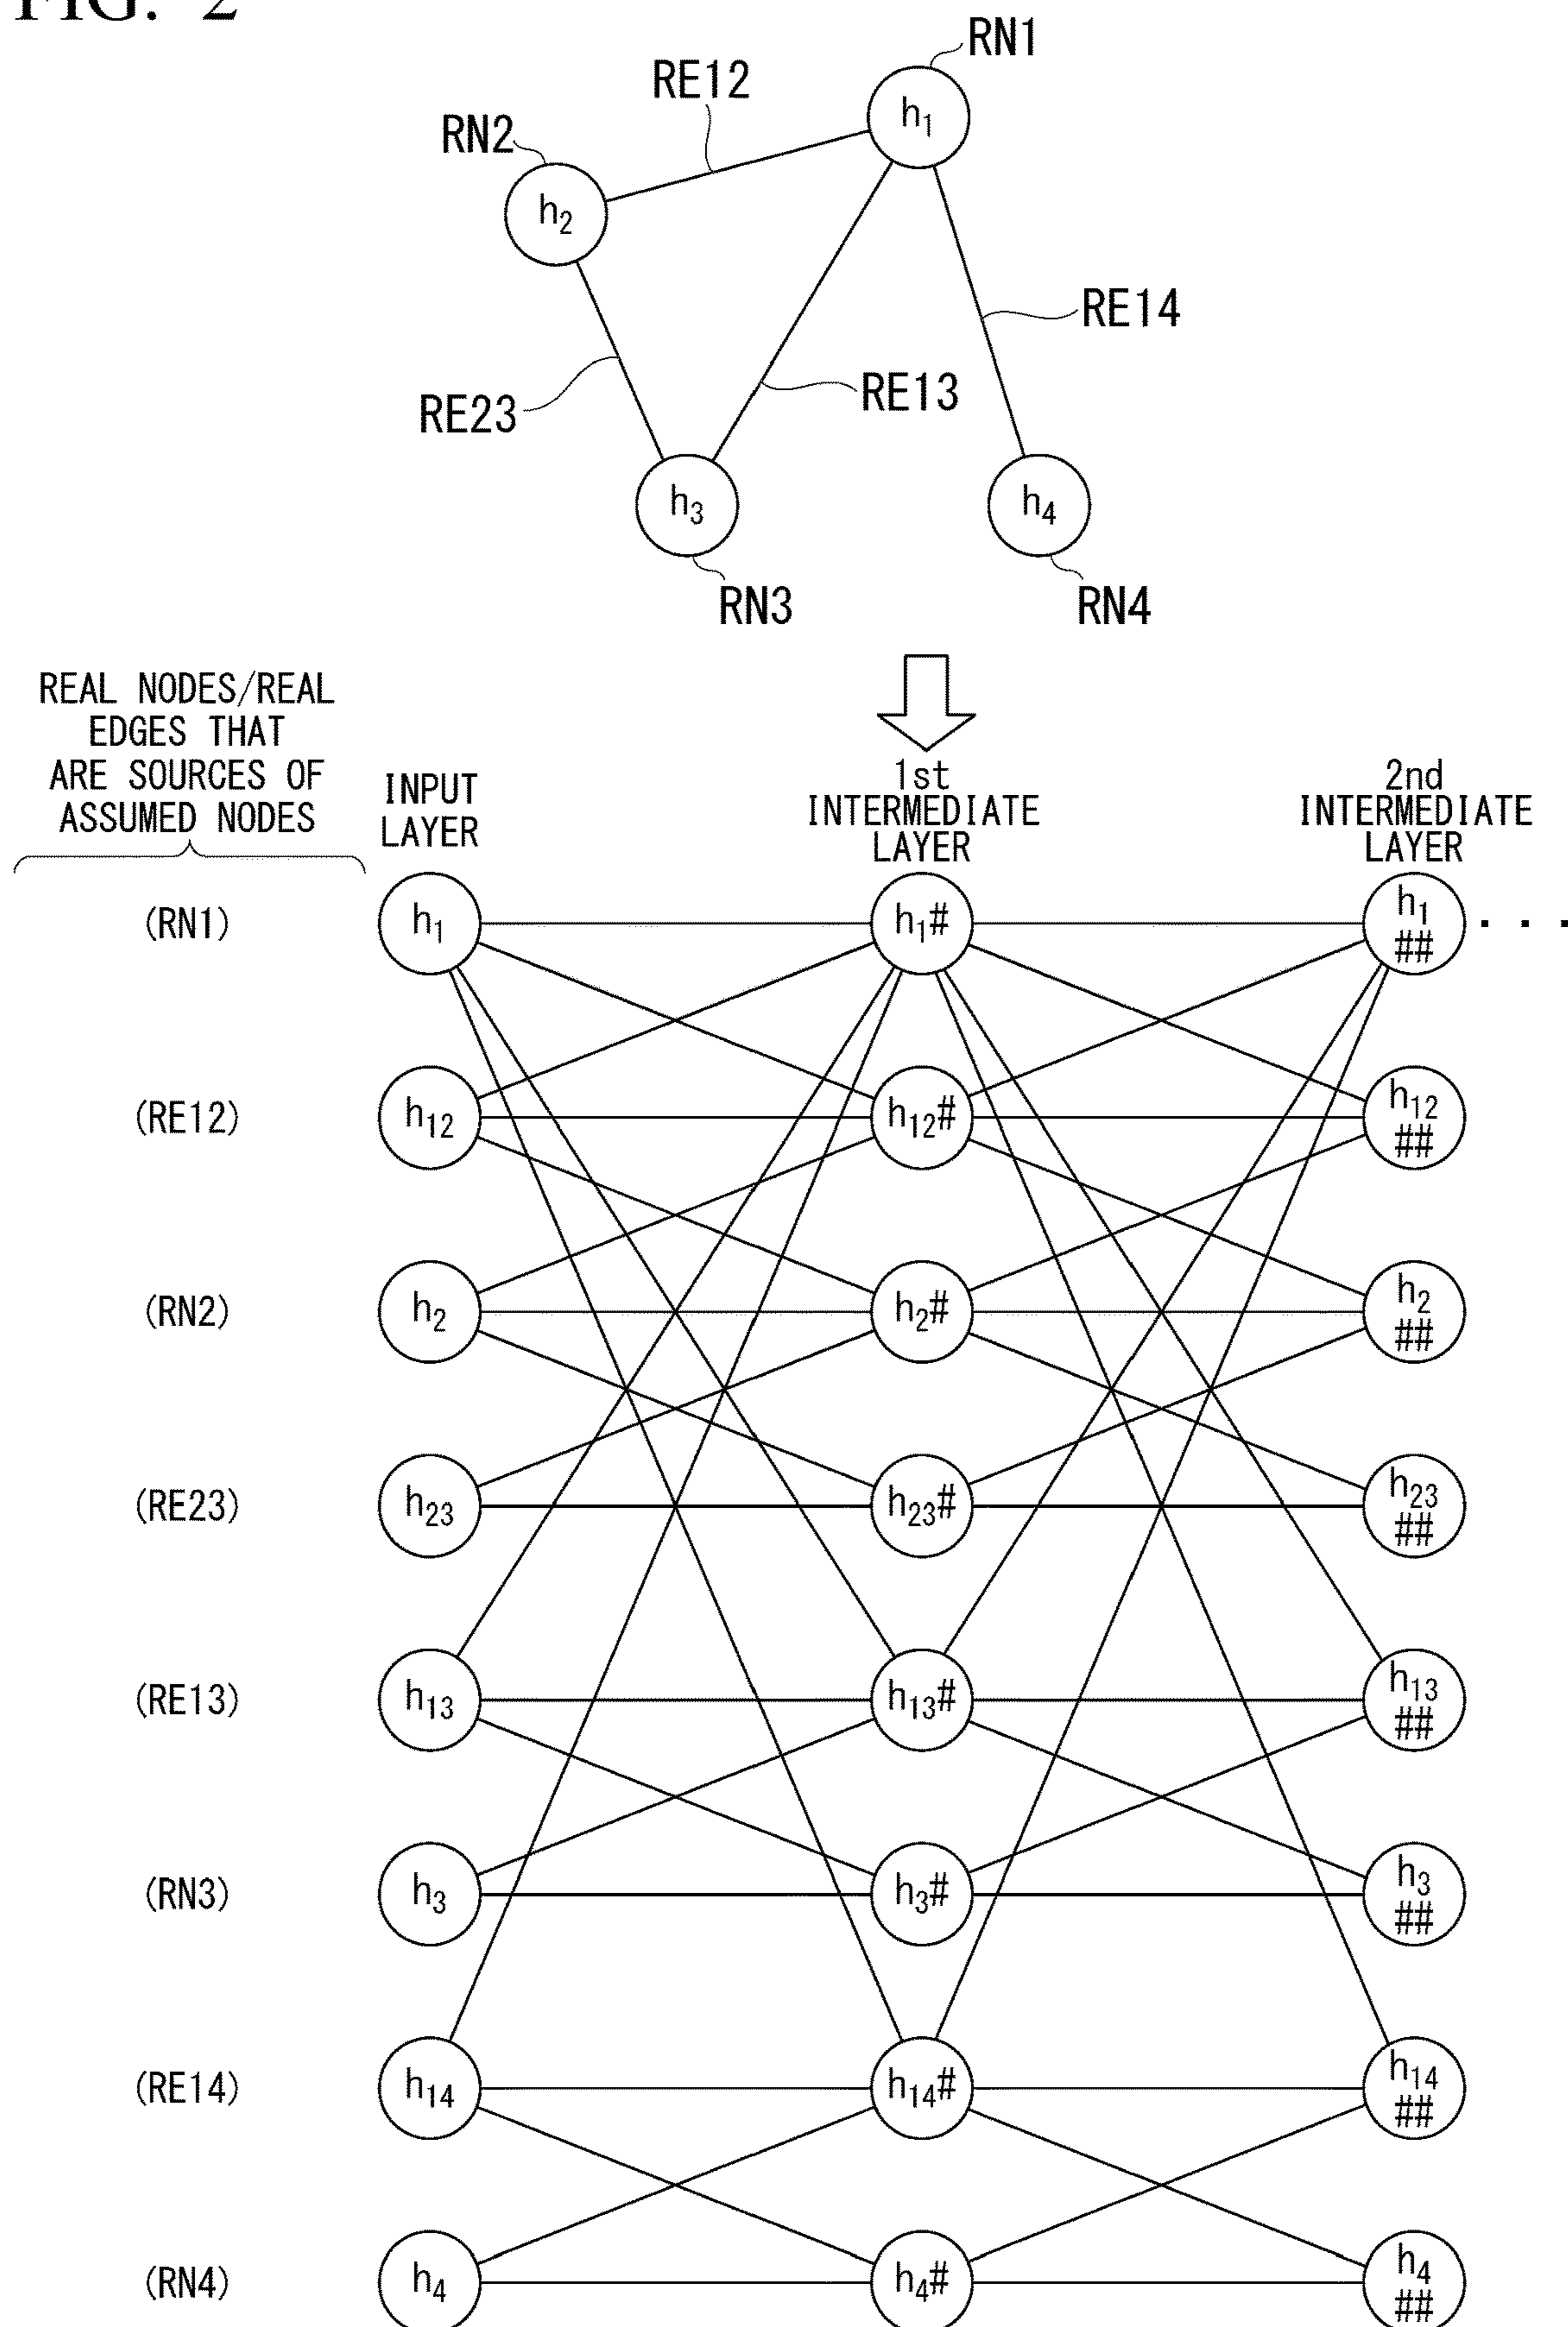 FIG. 2
RN1
RE12
h1
RN2
h2
RE14
RE13
RE23
h3
h4
RN3
RN4
REAL NODES/REAL
EDGES THAT
ARE SOURCES OF
ASSUMED NODES
INPUT
LAYER
1st
INTERMEDIATE
LAYER
2nd
INTERMEDIATE
LAYER
(RN1)
h1
h1#
h1
##
. . .
(RE12)
h12
h12#
h12
##
(RN2)
h2
h2#
h2
##
(RE23)
h23
h23#
h23
##
(RE13)
h13
h13#
h13
##
(RN3)
h3
h3#
h3
##
(RE14)
h14
h14#
h14
##
(RN4)
h4
h4#
h4
##